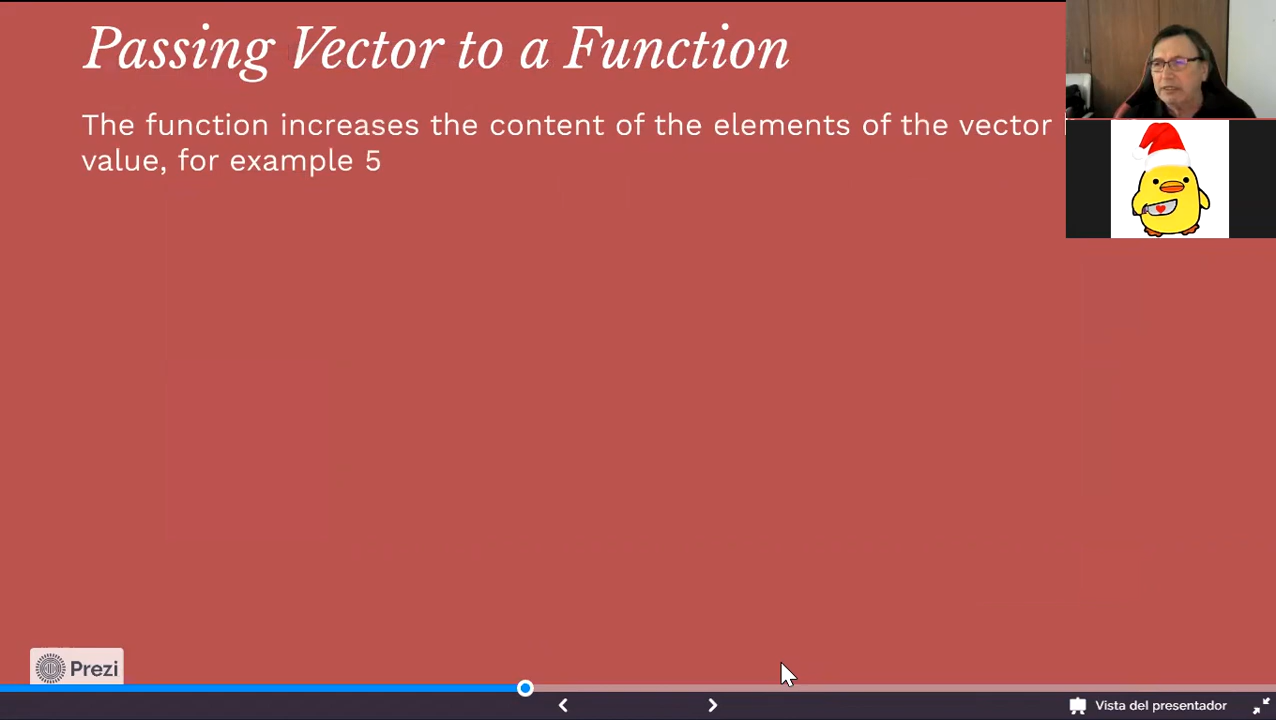 Passing Vector to a Function
The function increases the content of the elements of the vector
value, for example 5
Prezi
Vista del presentador